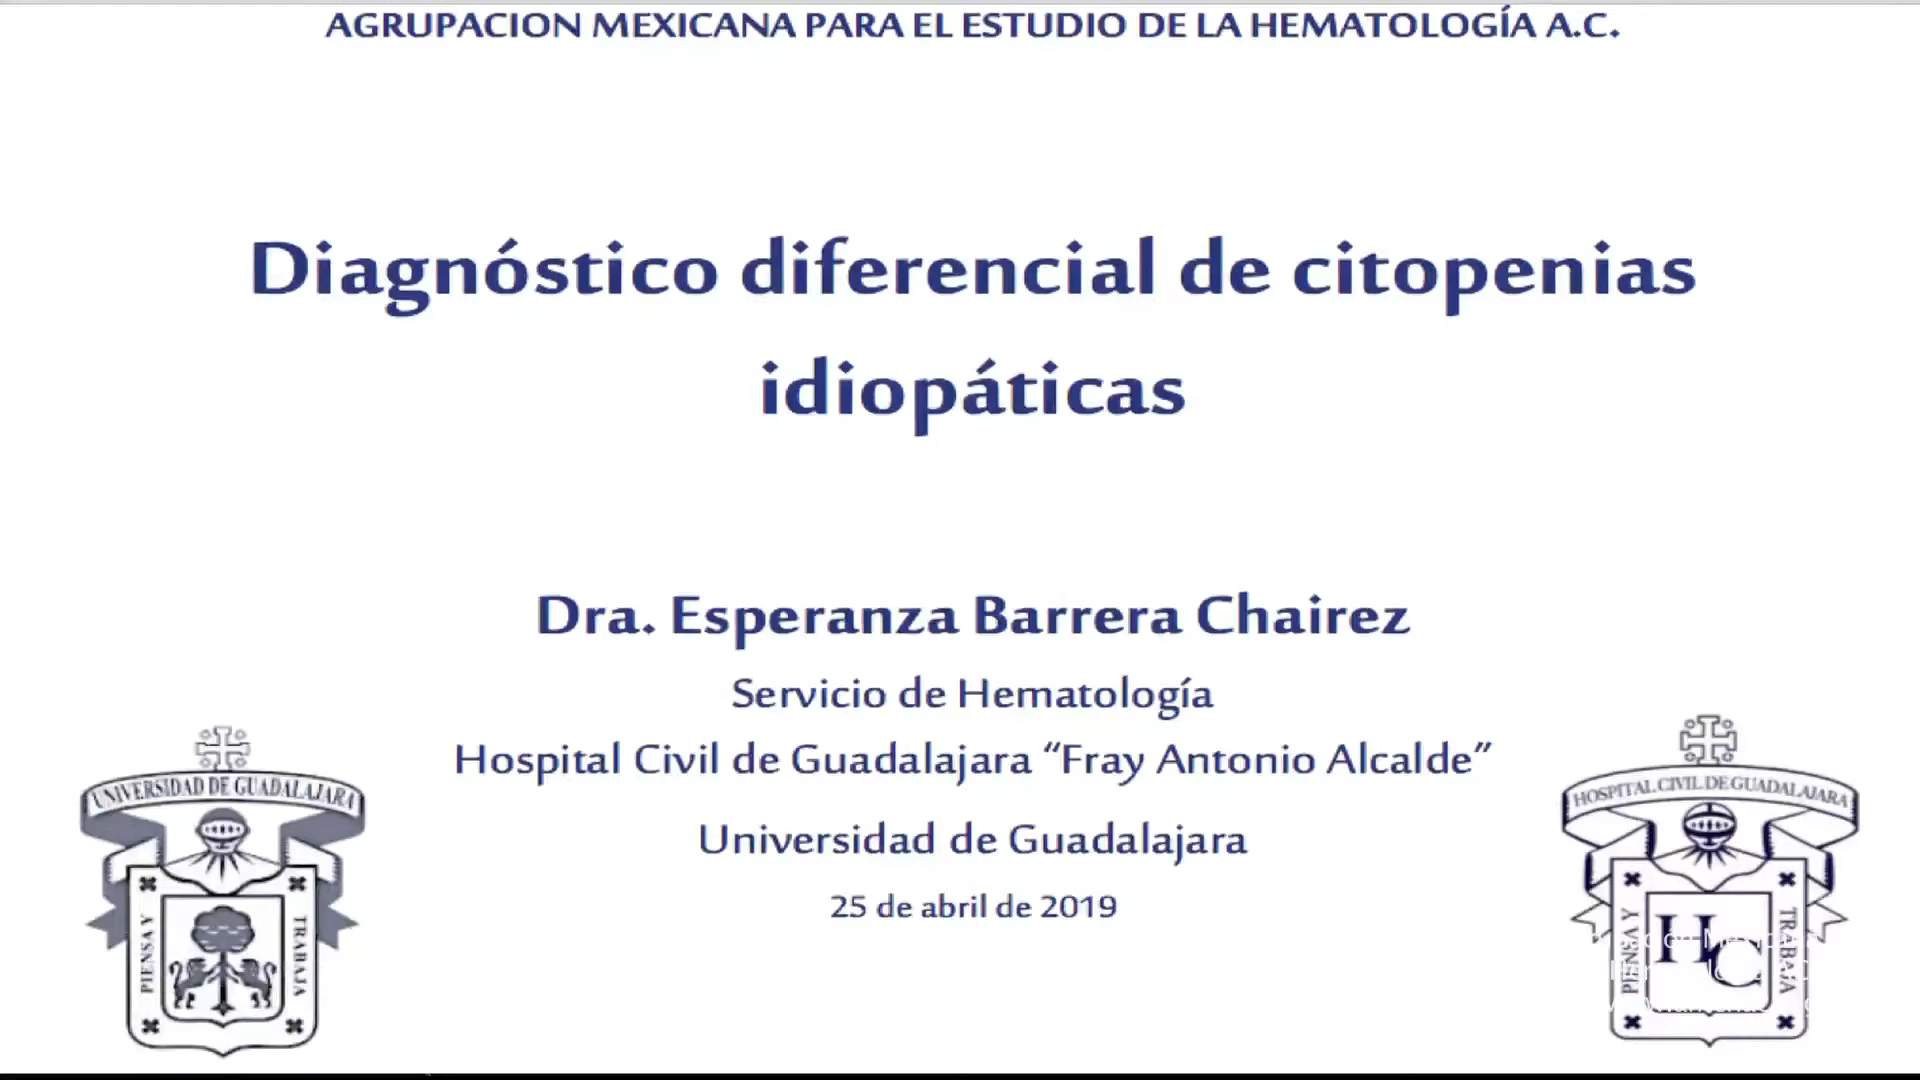 AGRUPACION MEXICANA PARA EL ESTUDIO DE LA HEMATOLOGÍA A.C.
Diagnóstico diferencial de citopenias
idiopáticas
Dra. Esperanza Barrera Chairez
Servicio de Hematología
Hospital Civil de Guadalajara “Fray Antonio Alcalde”
Universidad de Guadalajara
25 de abril de 2019
UNIVERSIDAD DE GUADALAJARA
PIENSA Y
TRABAJA
HOSPITAL CIVIL DE GUADALAJARA
PIENSA Y
HC
TRABAJA